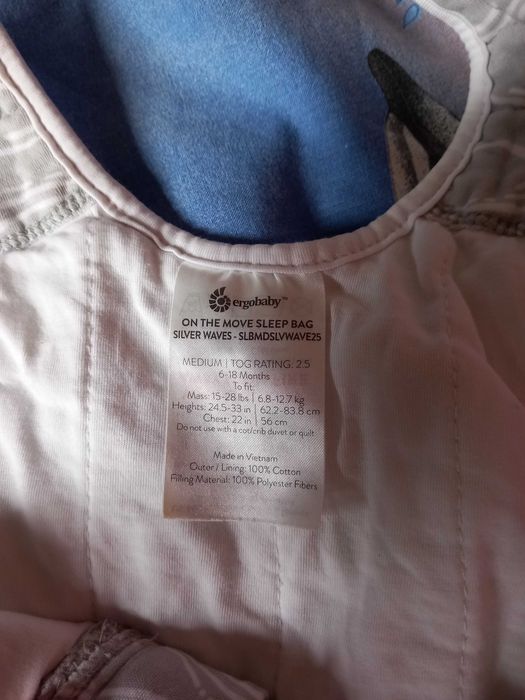 ergobaby™
ON THE MOVE SLEEP BAG
SILVER WAVES - SLBMDSLVWAVE25
MEDIUM | TOG RATING: 2.5
6-18 Months
To fit:
Mass: 15-28 lbs | 6.8-12.7 kg
Heights: 24.5-33 in | 62.2-83.8 cm
Chest: 22 in | 56 cm
Do not use with a cot/crib duvet or quilt
Made in Vietnam
Outer / Lining: 100% Cotton
Filling Material: 100% Polyester Fibers